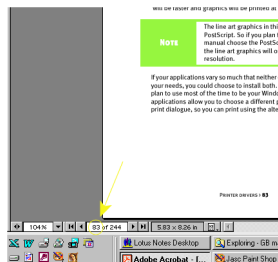 will be faster and graphics will be printed at
The line art graphics in thi
PostScript. So if you plan
manual choose the PostSc
the line art graphics will o
resolution.
NOTE
If your applications vary so much that neither
your needs, you could choose to install both.
plan to use most of the time to be your Windo
applications allow you to choose a different p
print dialogue, so you can print using the alte
PRINTER DRIVERS > 83
104% 83 of 244 5.83 x 8.26 in
Lotus Notes Desktop Exploring - GB m
Adobe Acrobat - [... Jasc Paint Shop